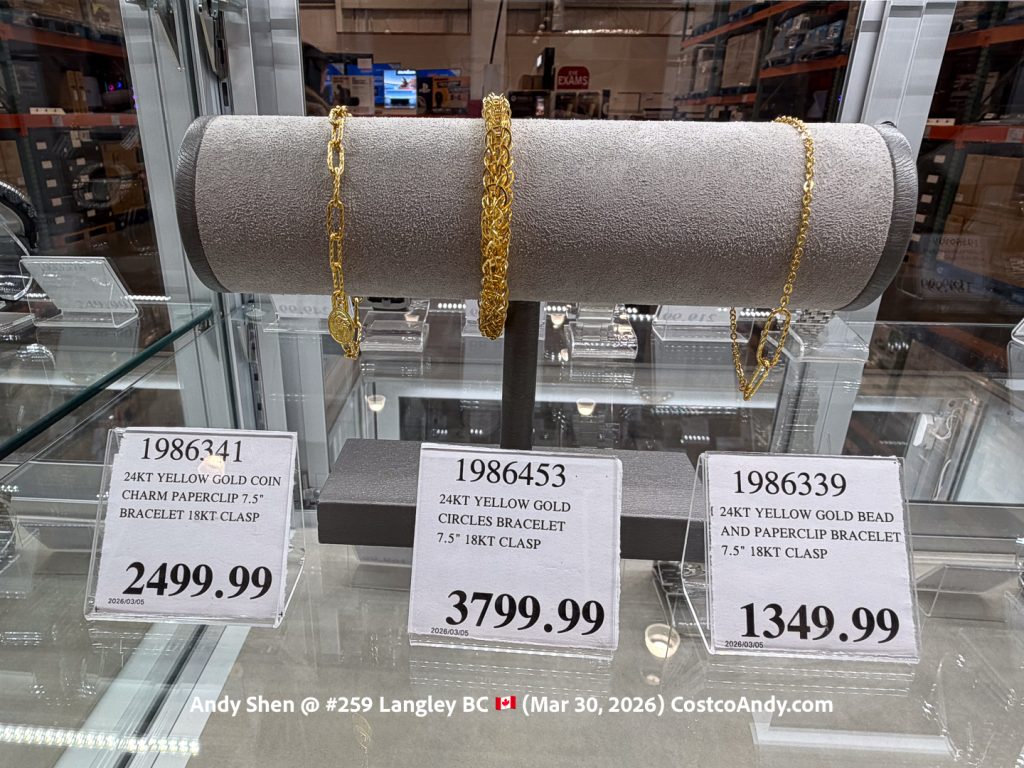 EYE
EXAMS
1986341
24KT YELLOW GOLD COIN
CHARM PAPERCLIP 7.5"
BRACELET 18KT CLASP
2499.99
2026/03/05
1986453
24KT YELLOW GOLD
CIRCLES BRACELET
7.5" 18KT CLASP
3799.99
2026/03/05
1986339
24KT YELLOW GOLD BEAD
AND PAPERCLIP BRACELET
7.5" 18KT CLASP
1349.99
2026/03/05
Andy Shen @ #259 Langley BC 🇨🇦 (Mar 30, 2026) CostcoAndy.com